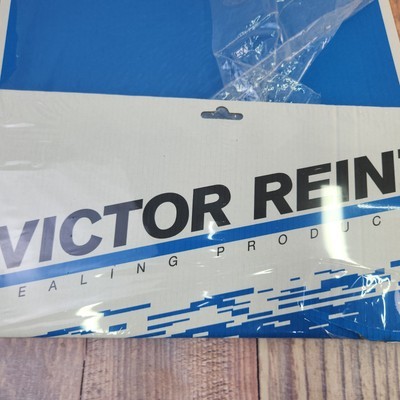 VICTOR REIN
EALING PRODUC